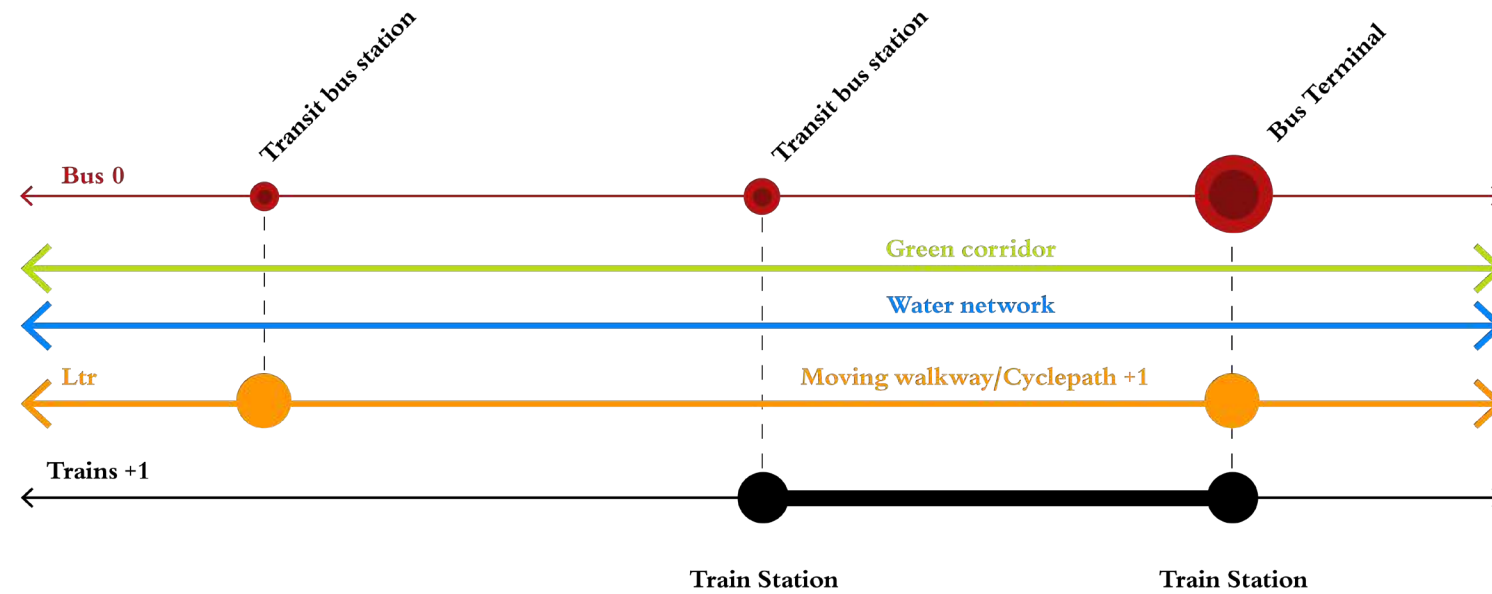 Transit bus station
Transit bus station
Bus Terminal
Bus 0
Green corridor
Water network
Ltr
Moving walkway/Cyclepath +1
Trains +1
Train Station
Train Station